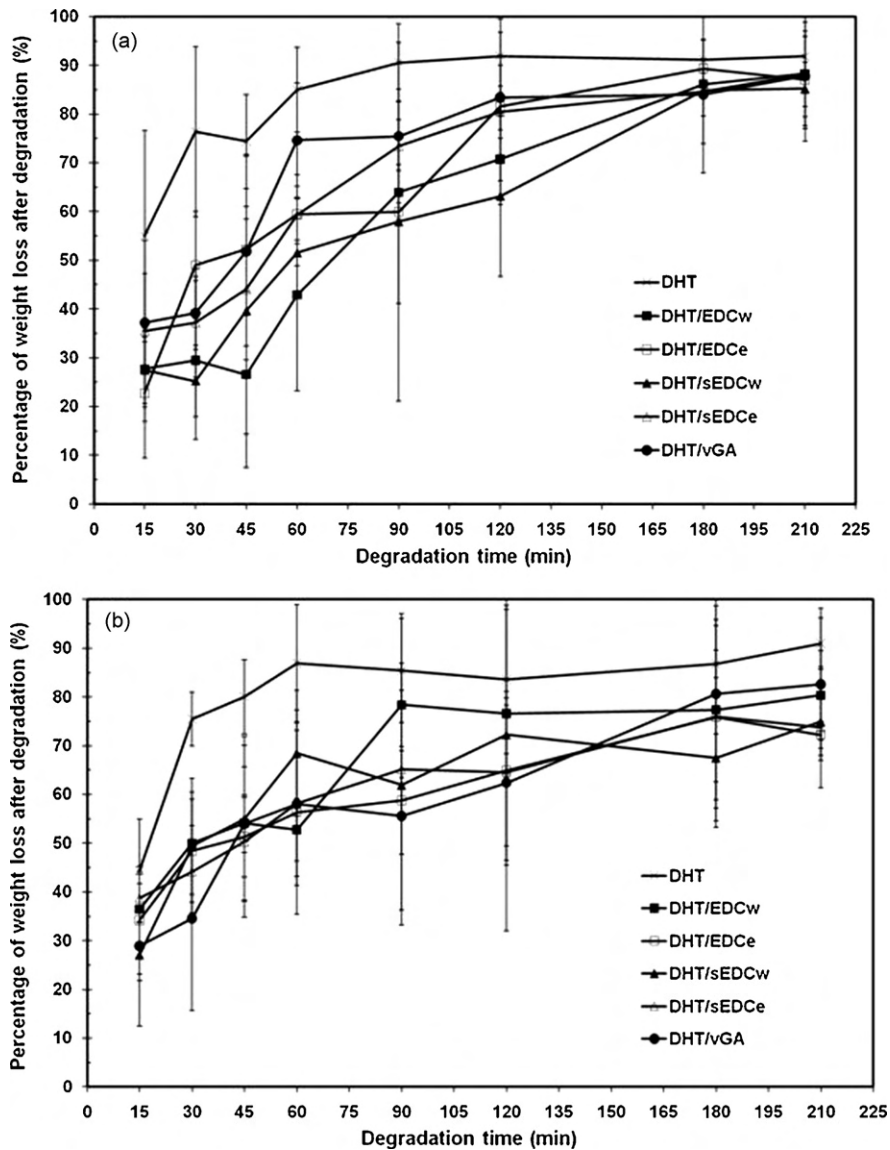 (a)
Percentage of weight loss after degradation (%)
100
90
80
70
60
50
40
30
20
10
0
DHT
DHT/EDCw
DHT/EDCe
DHT/sEDCw
DHT/sEDCe
DHT/vGA
0 15 30 45 60 75 90 105 120 135 150 165 180 195 210 225
Degradation time (min)
(b)
Percentage of weight loss after degradation (%)
100
90
80
70
60
50
40
30
20
10
0
DHT
DHT/EDCw
DHT/EDCe
DHT/sEDCw
DHT/sEDCe
DHT/vGA
0 15 30 45 60 75 90 105 120 135 150 165 180 195 210 225
Degradation time (min)